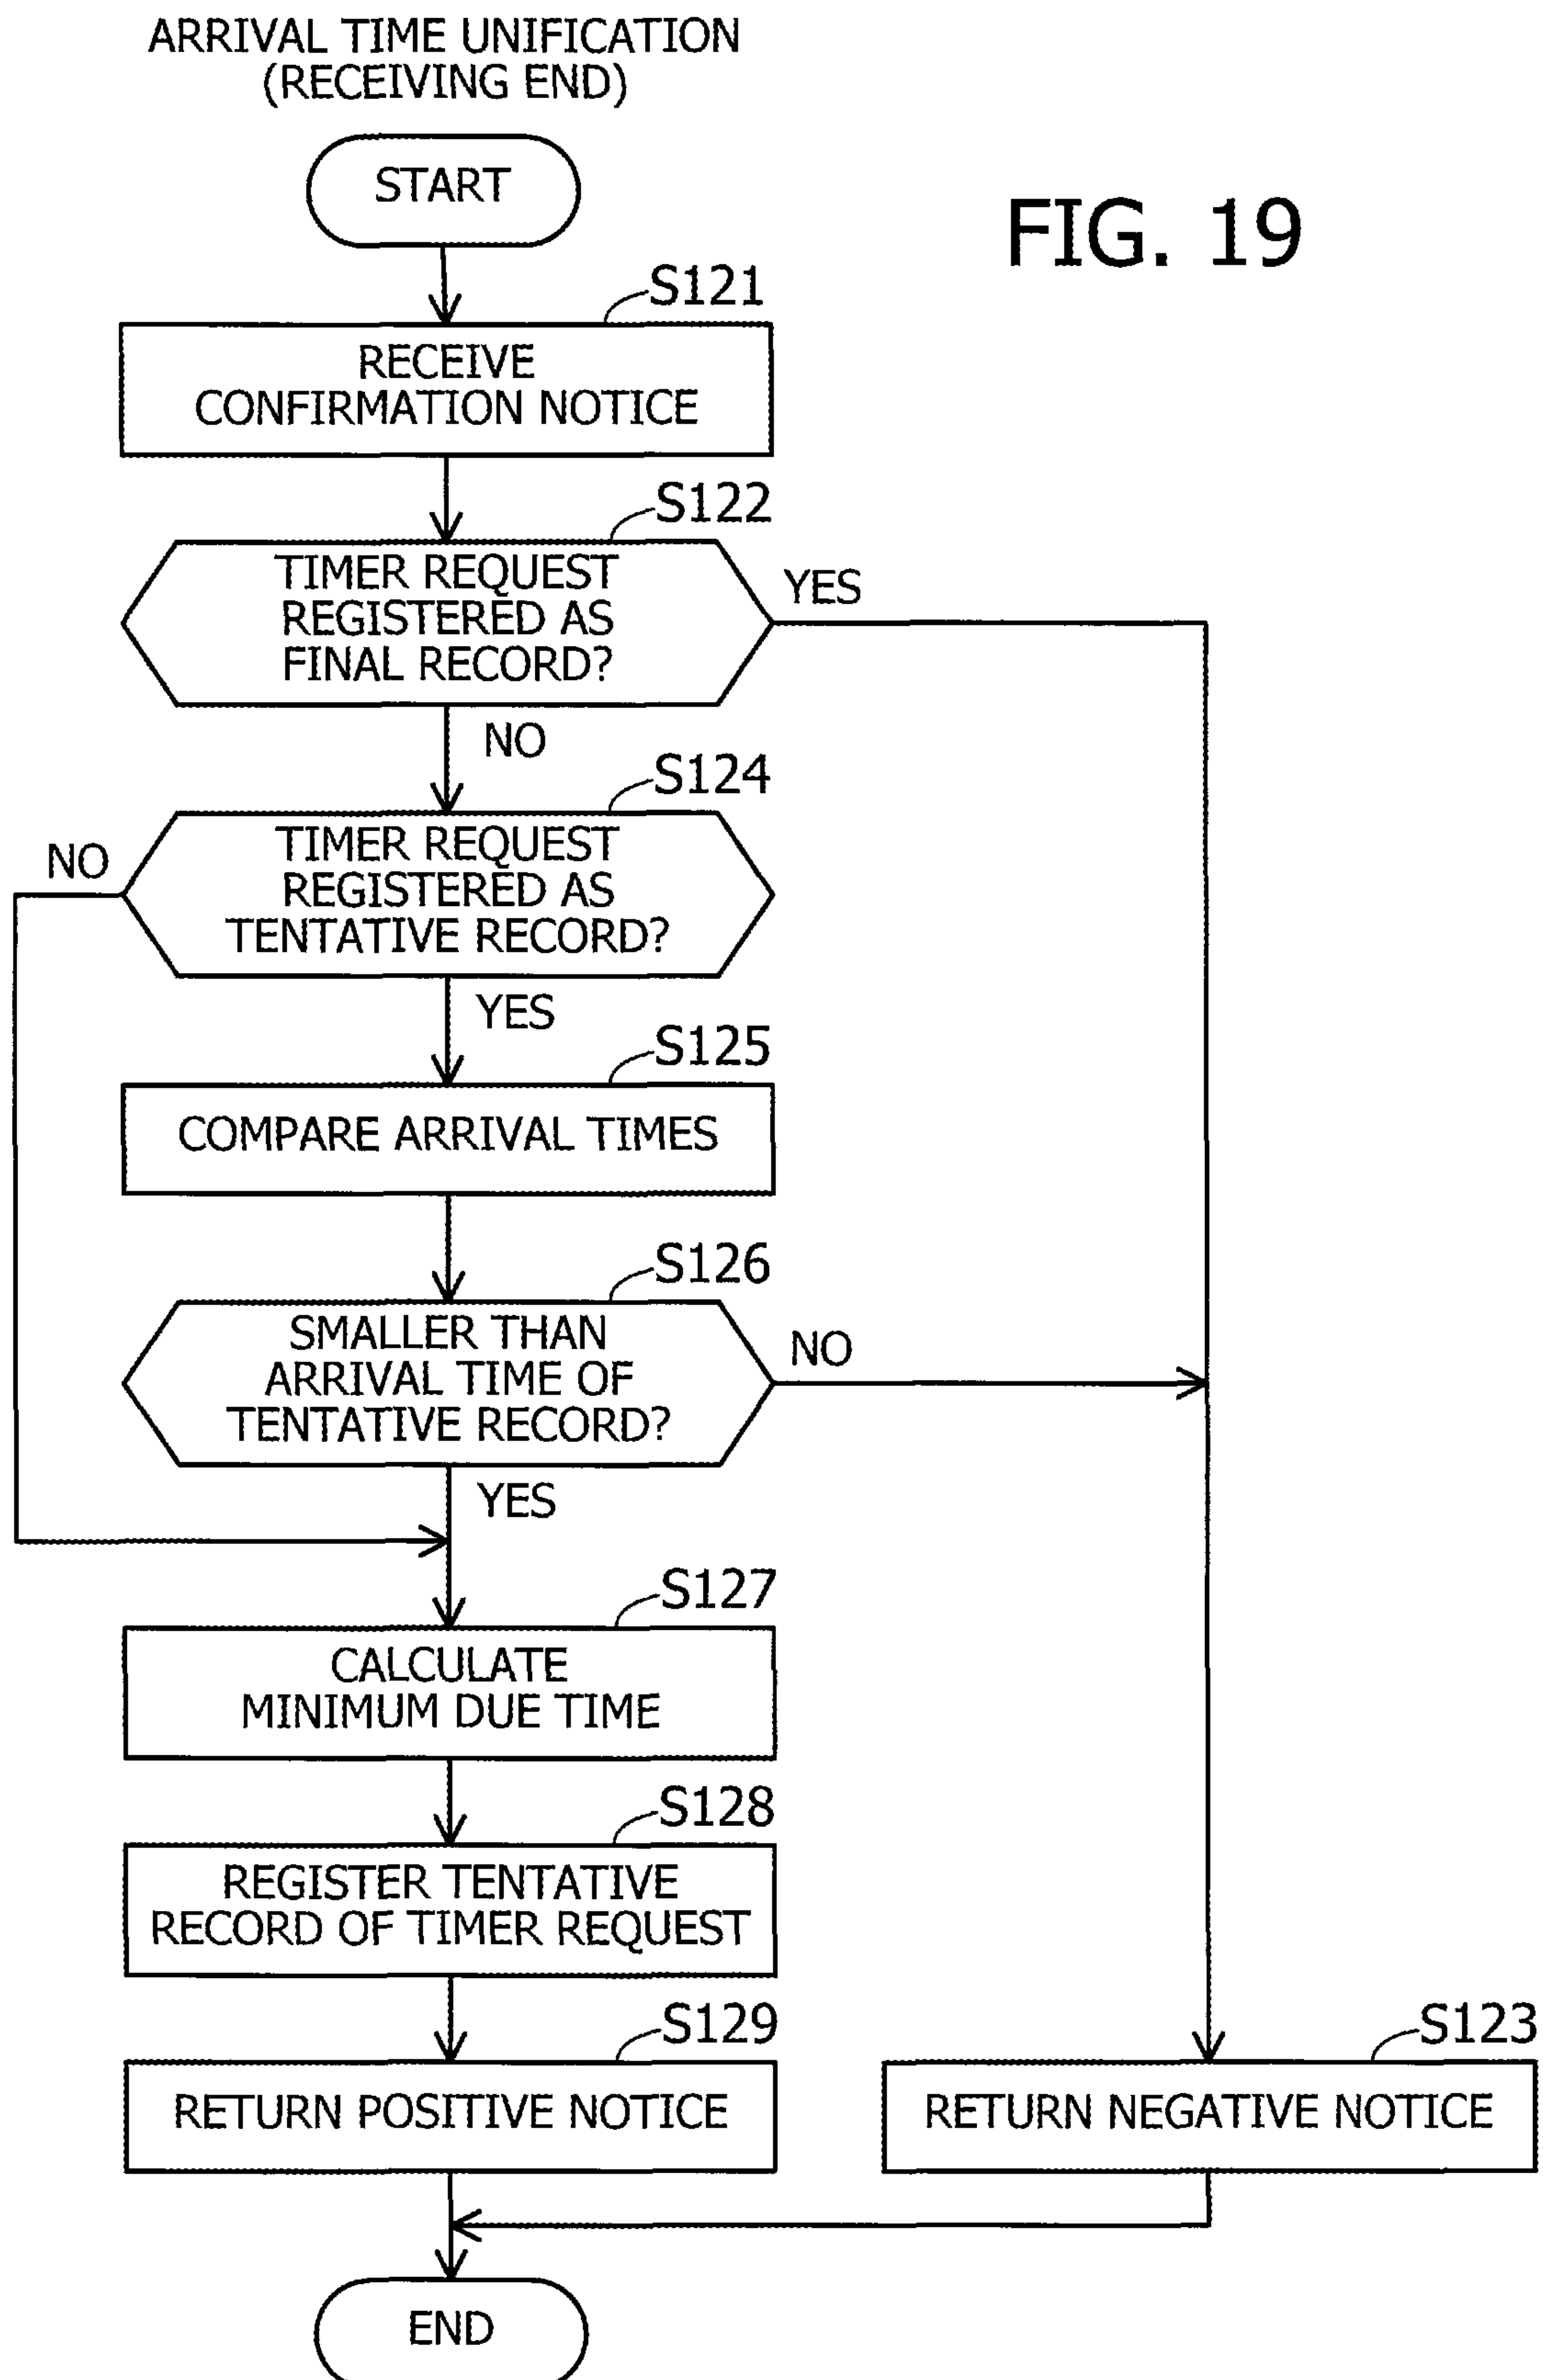 ARRIVAL TIME UNIFICATION
(RECEIVING END)
START
FIG. 19
S121
RECEIVE
CONFIRMATION NOTICE
S122
TIMER REQUEST
REGISTERED AS
FINAL RECORD?
YES
NO
S124
TIMER REQUEST
REGISTERED AS
TENTATIVE RECORD?
NO
YES
S125
COMPARE ARRIVAL TIMES
S126
SMALLER THAN
ARRIVAL TIME OF
TENTATIVE RECORD?
NO
YES
S127
CALCULATE
MINIMUM DUE TIME
S128
REGISTER TENTATIVE
RECORD OF TIMER REQUEST
S129
RETURN POSITIVE NOTICE
S123
RETURN NEGATIVE NOTICE
END